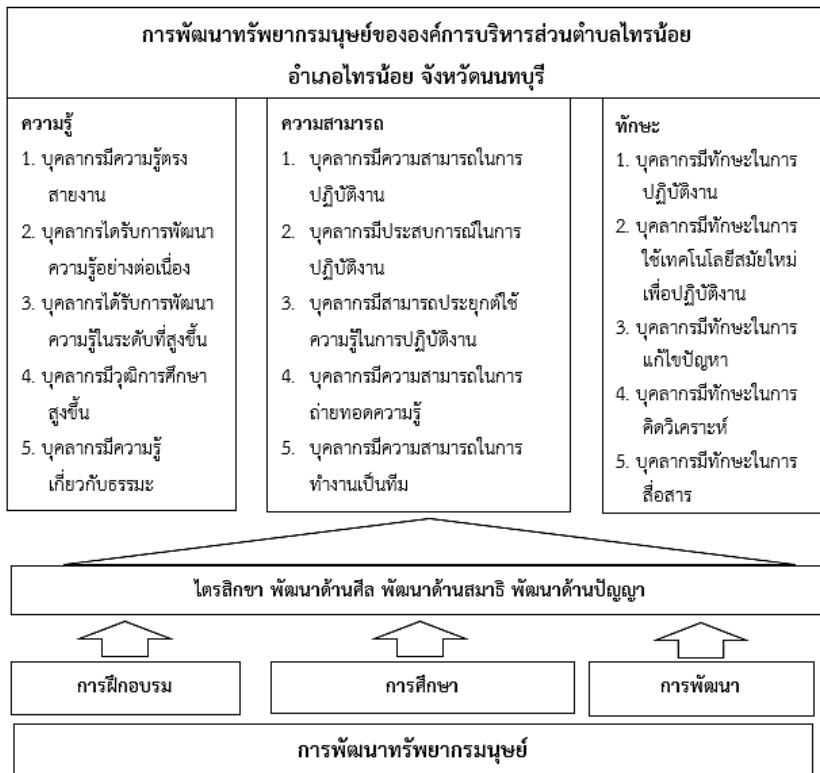 การพัฒนาทรัพยากรมนุษย์ขององค์การบริหารส่วนตำบลไทรน้อย
อำเภอไทรน้อย จังหวัดนนทบุรี
ความรู้
1. บุคลากรมีความรู้ตรง
สายงาน
2. บุคลากรไดรับการพัฒนา
ความรู้อย่างต่อเนื่อง
3. บุคลากรได้รับการพัฒนา
ความรู้ในระดับที่สูงขึ้น
4. บุคลากรมีวุฒิการศึกษา
สูงขึ้น
5. บุคลากรมีความรู้
เกี่ยวกับธรรมะ
ความสามารถ
1. บุคลากรมีความสามารถในการ
ปฏิบัติงาน
2. บุคลากรมีประสบการณ์ในการ
ปฏิบัติงาน
3. บุคลากรมีสามารถประยุกต์ใช้
ความรู้ในการปฏิบัติงาน
4. บุคลากรมีความสามารถในการ
ถ่ายทอดความรู้
5. บุคลากรมีความสามารถในการ
ทำงานเป็นทีม
ทักษะ
1. บุคลากรมีทักษะในการ
ปฏิบัติงาน
2. บุคลากรมีทักษะในการ
ใช้เทคโนโลยีสมัยใหม่
เพื่อปฏิบัติงาน
3. บุคลากรมีทักษะในการ
แก้ไขปัญหา
4. บุคลากรมีทักษะในการ
คิดวิเคราะห์
5. บุคลากรมีทักษะในการ
สื่อสาร
ไตรสิกขา พัฒนาด้านศีล พัฒนาด้านสมาธิ พัฒนาด้านปัญญา
การฝึกอบรม
การศึกษา
การพัฒนา
การพัฒนาทรัพยากรมนุษย์